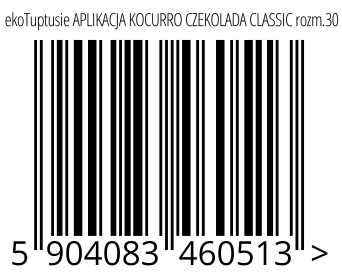 ekoTuptusie APLIKACJA KOCURRO CZEKOLADA CLASSIC rozm.30
5 904083 460513 >